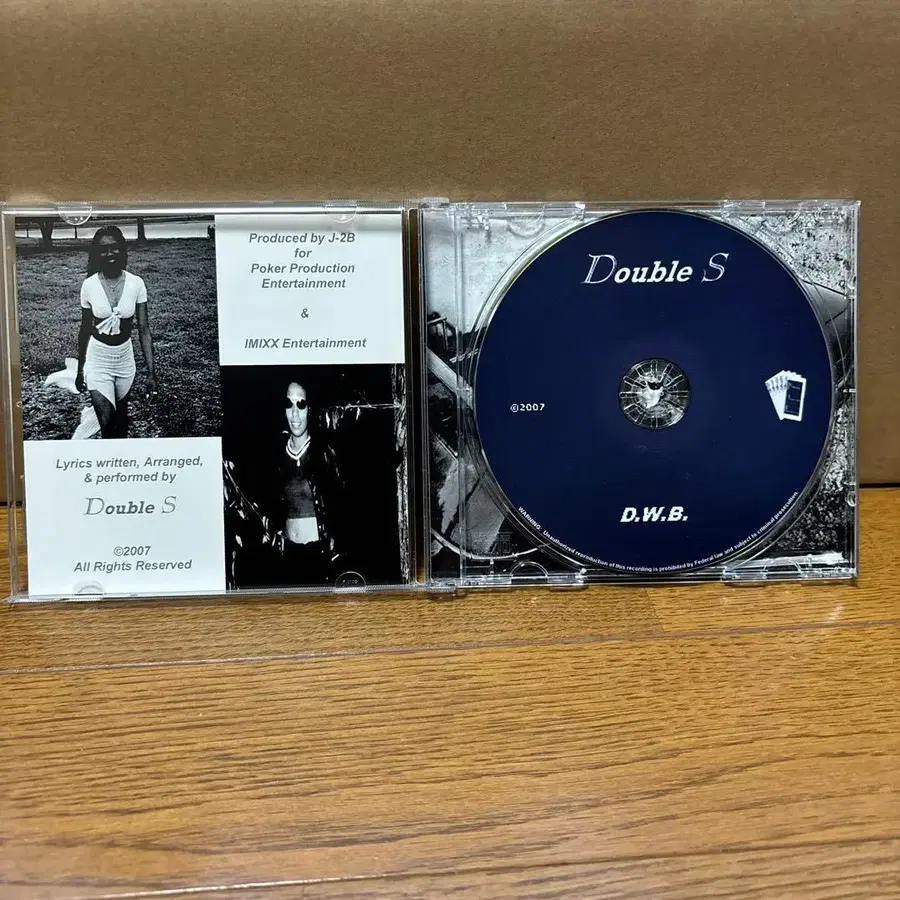 Produced by J-2B
for
Poker Production
Entertainment
&
IMIXX Entertainment
Lyrics written, Arranged,
& performed by
Double S
©2007
All Rights Reserved
Double S
©2007
D.W.B.
WARNING: Unauthorized reproduction of this recording is prohibited by Federal law and subject to criminal prosecution.